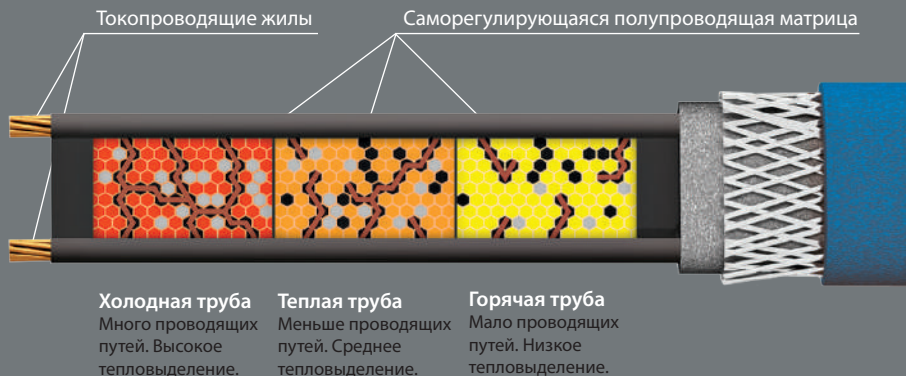 Токопроводящие жилы
Саморегулирующаяся полупроводящая матрица
Холодная труба
Много проводящих
путей. Высокое
тепловыделение.
Теплая труба
Меньше проводящих
путей. Среднее
тепловыделение.
Горячая труба
Мало проводящих
путей. Низкое
тепловыделение.